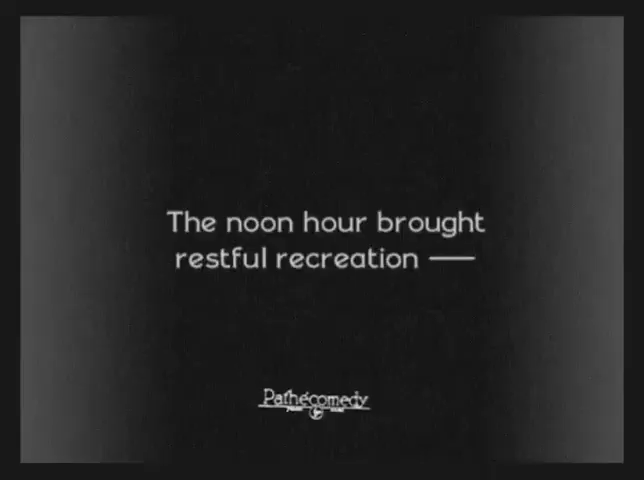 The noon hour brought
restful recreation —
Pathécomedy